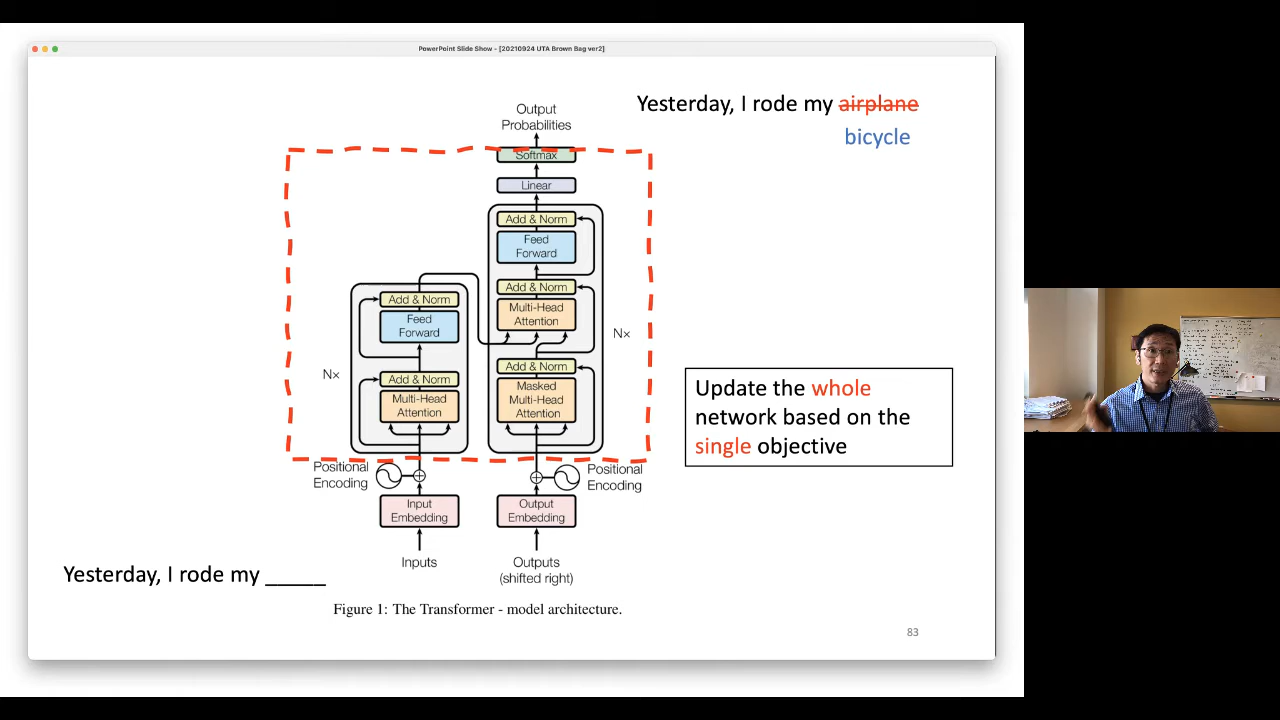 PowerPoint Slide Show - [20210924 UTA Brown Bag ver2]
Yesterday, I rode my airplane
bicycle
Output
Probabilities
Softmax
Linear
Add & Norm
Feed
Forward
Add & Norm
Multi-Head
Attention
Add & Norm
Masked
Multi-Head
Attention
N×
Add & Norm
Feed
Forward
Add & Norm
Multi-Head
Attention
N×
Positional
Encoding
Positional
Encoding
Input
Embedding
Output
Embedding
Inputs
Outputs
(shifted right)
Update the whole
network based on the
single objective
Yesterday, I rode my _____
Figure 1: The Transformer - model architecture.
83